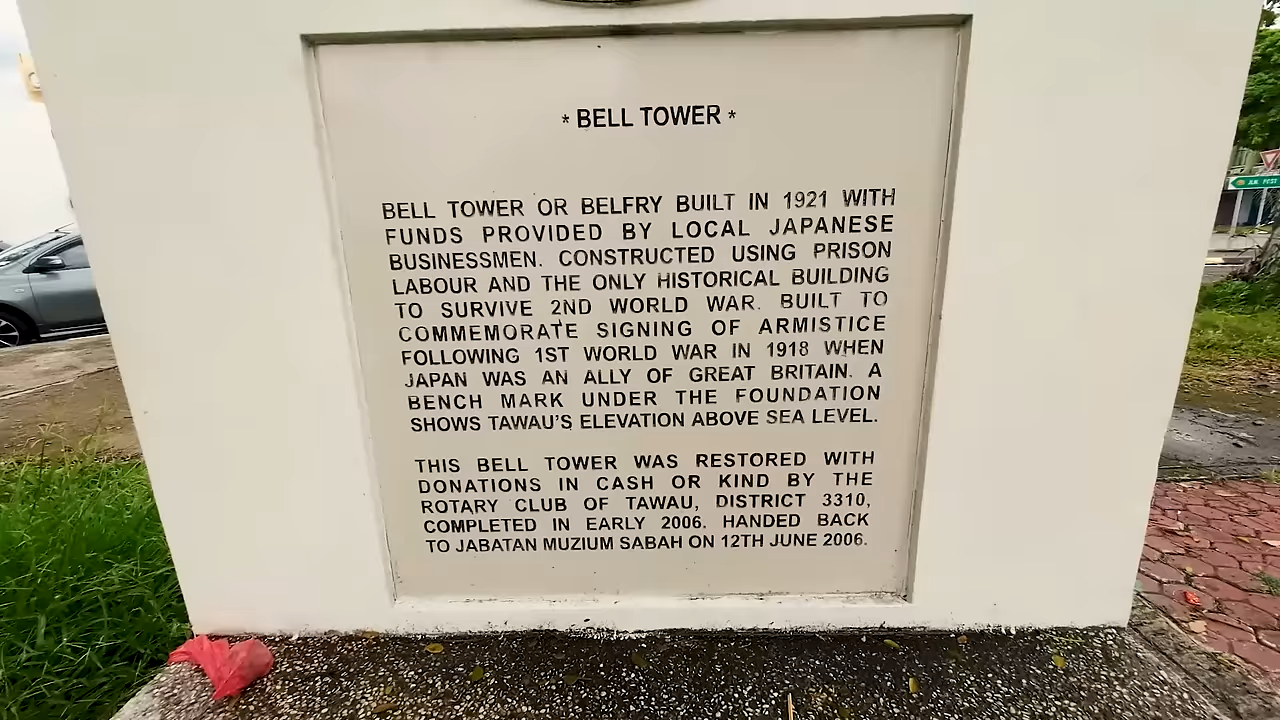 * BELL TOWER *
BELL TOWER OR BELFRY BUILT IN 1921 WITH
FUNDS PROVIDED BY LOCAL JAPANESE
BUSINESSMEN. CONSTRUCTED USING PRISON
LABOUR AND THE ONLY HISTORICAL BUILDING
TO SURVIVE 2ND WORLD WAR. BUILT TO
COMMEMORATE SIGNING OF ARMISTICE
FOLLOWING 1ST WORLD WAR IN 1918 WHEN
JAPAN WAS AN ALLY OF GREAT BRITAIN. A
BENCH MARK UNDER THE FOUNDATION
SHOWS TAWAU'S ELEVATION ABOVE SEA LEVEL.
THIS BELL TOWER WAS RESTORED WITH
DONATIONS IN CASH OR KIND BY THE
ROTARY CLUB OF TAWAU, DISTRICT 3310,
COMPLETED IN EARLY 2006. HANDED BACK
TO JABATAN MUZIUM SABAH ON 12TH JUNE 2006.